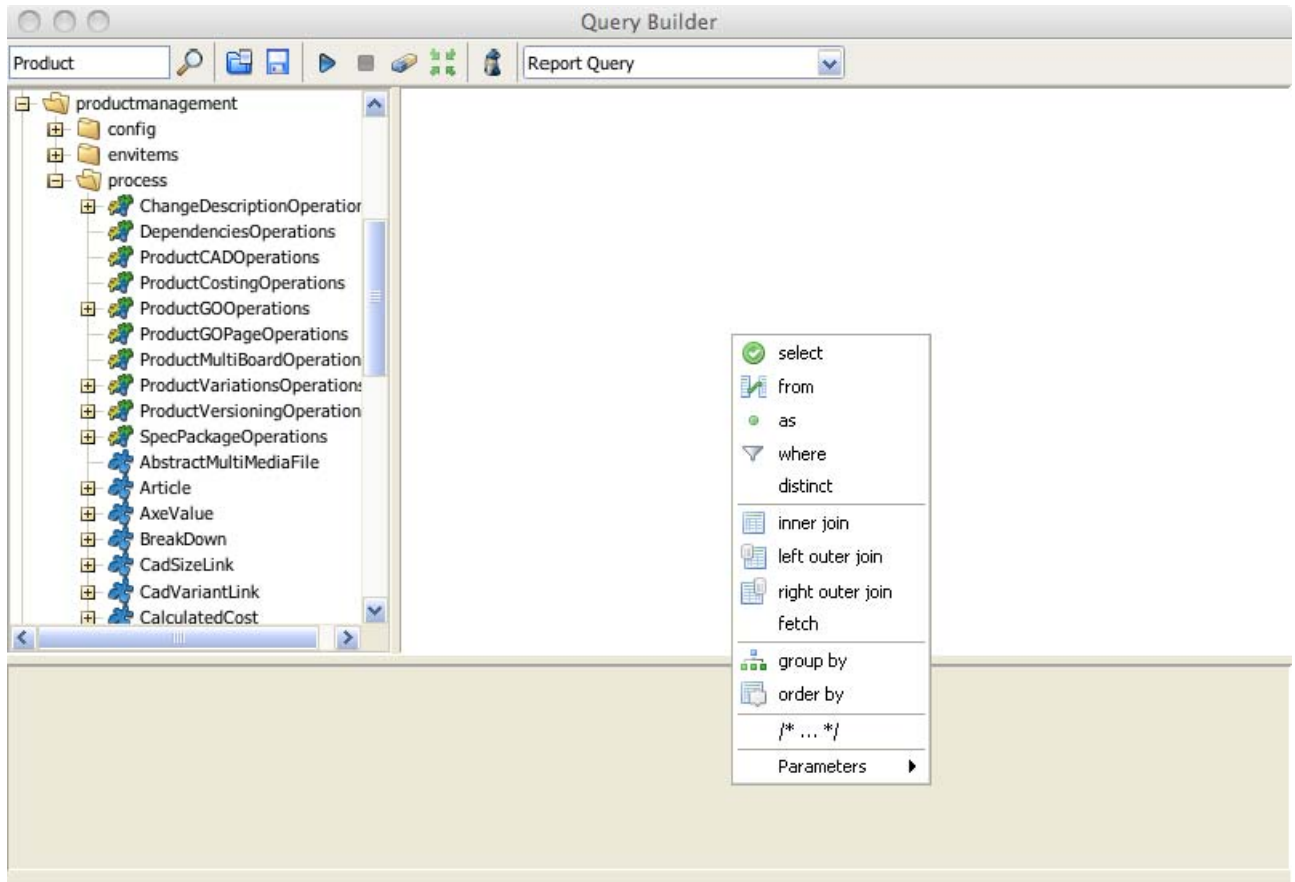 Query Builder
Product
Report Query
productmanagement
config
envitems
process
ChangeDescriptionOperation
DependenciesOperations
ProductCADOperations
ProductCostingOperations
ProductGOOperations
ProductGOPageOperations
ProductMultiBoardOperation
ProductVariationsOperations
ProductVersioningOperation
SpecPackageOperations
AbstractMultiMediaFile
Article
AxeValue
BreakDown
CadSizeLink
CadVariantLink
CalculatedCost
select
from
as
where
distinct
inner join
left outer join
right outer join
fetch
group by
order by
/* ... */
Parameters